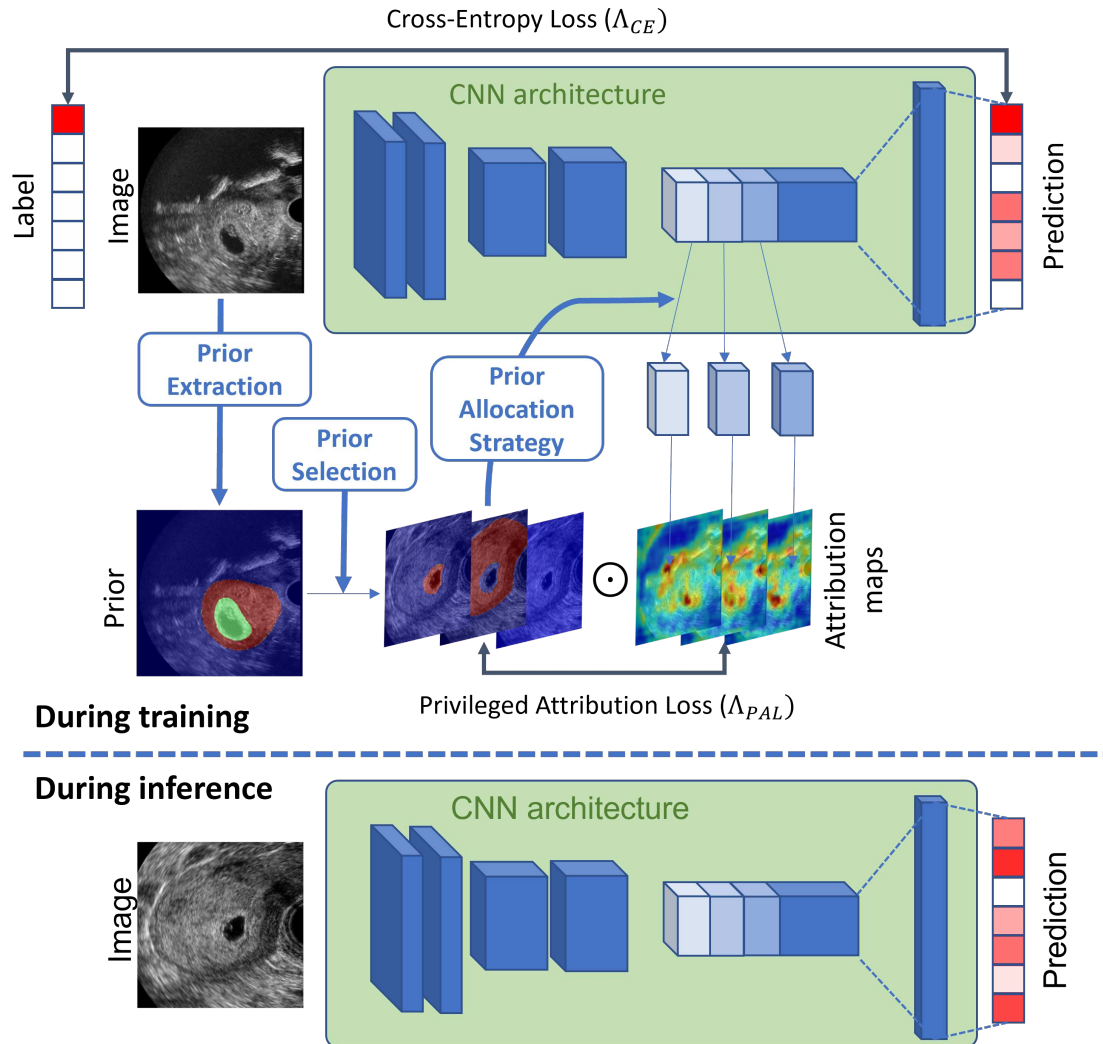 Cross-Entropy Loss (Λ_CE)
CNN architecture
Label
Image
Prediction
Prior
Extraction
Prior
Allocation
Strategy
Prior
Selection
Prior
Attribution
maps
Privileged Attribution Loss (Λ_PAL)
During training
During inference
CNN architecture
Image
Prediction